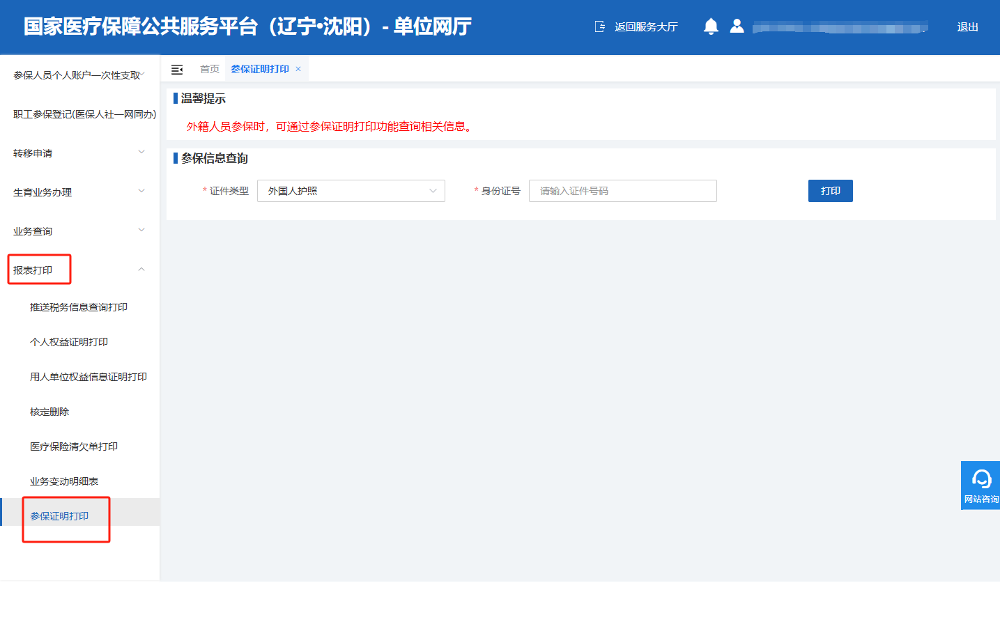 国家医疗保障公共服务平台（辽宁•沈阳）- 单位网厅
返回服务大厅
退出
参保人员个人账户一次性支取
职工参保登记(医保人社一网同办)
转移申请
生育业务办理
业务查询
报表打印
推送税务信息查询打印
个人权益证明打印
用人单位权益信息证明打印
核定删除
医疗保险清欠单打印
业务变动明细表
参保证明打印
首页
参保证明打印 ×
温馨提示
外籍人员参保时，可通过参保证明打印功能查询相关信息。
参保信息查询
* 证件类型
外国人护照
* 身份证号
请输入证件号码
打印
网站咨询